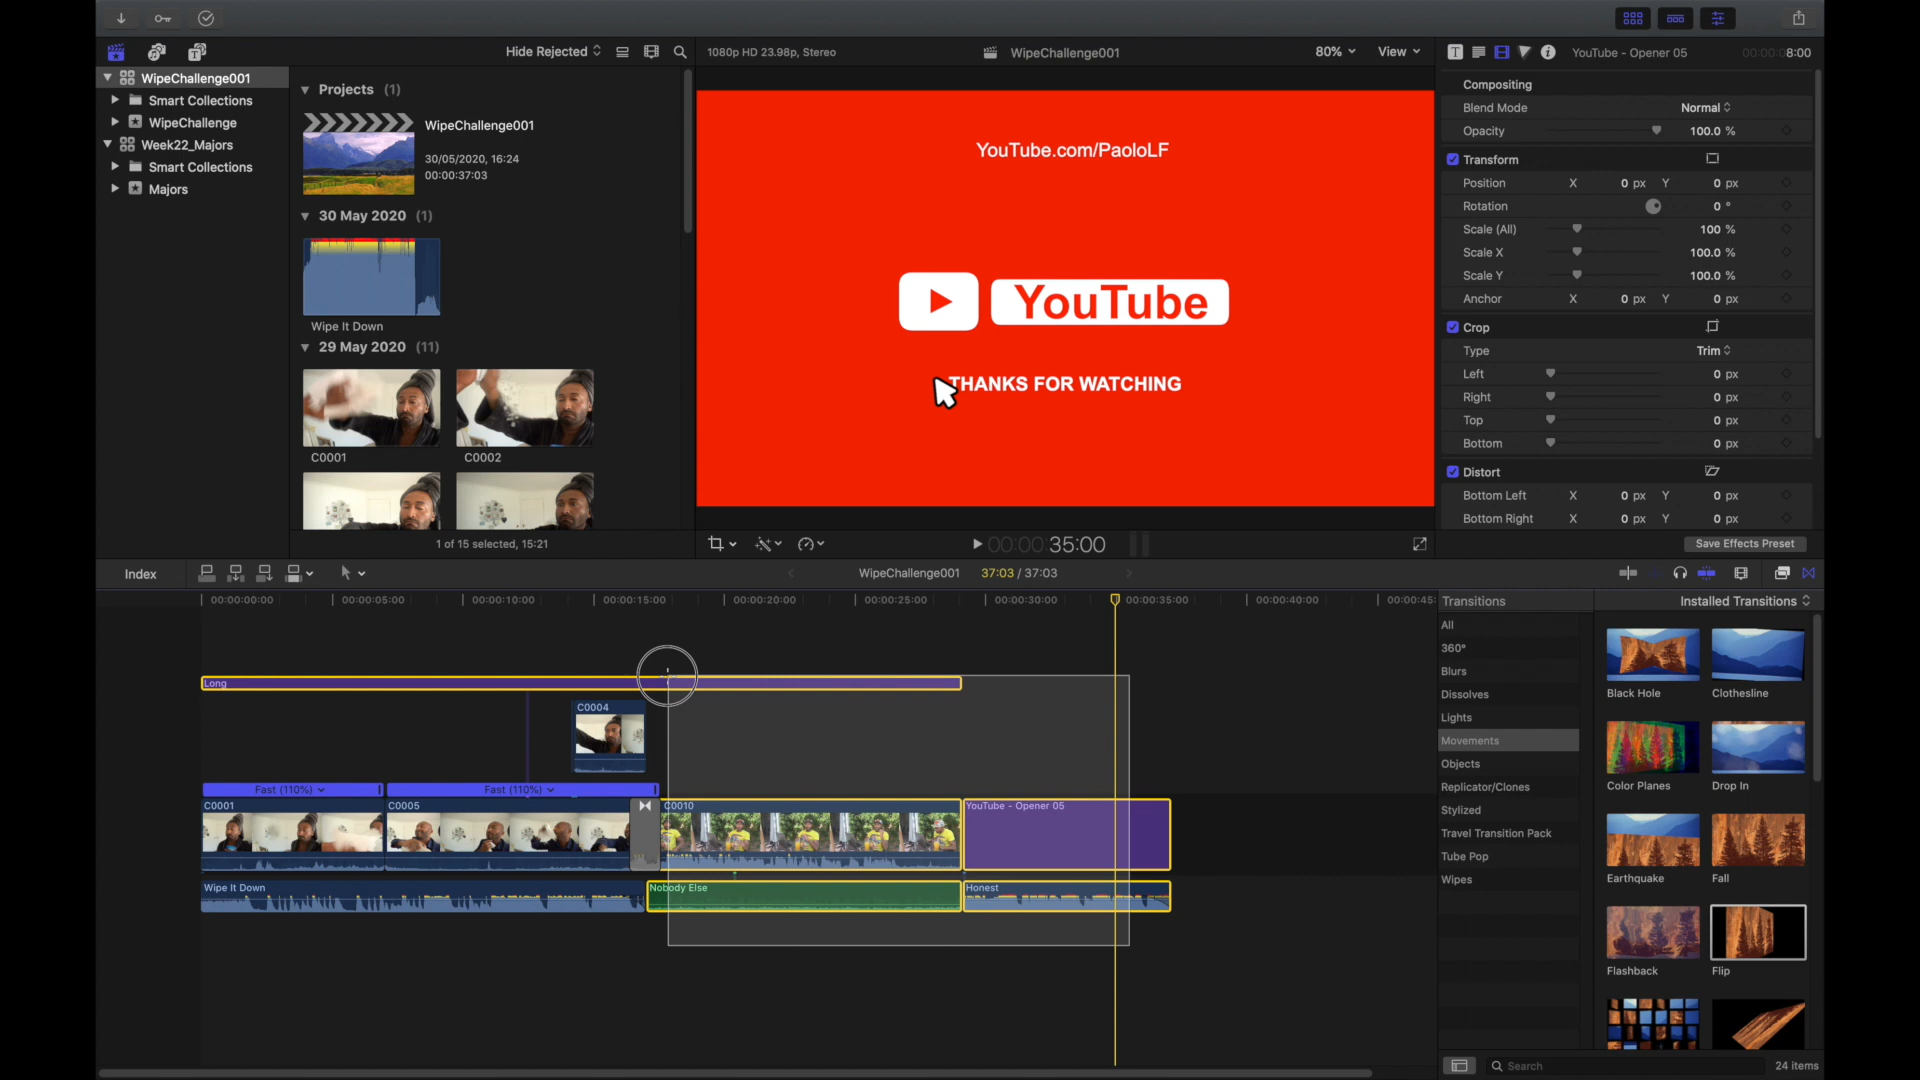 Hide Rejected
1080p HD 23.98p, Stereo
WipeChallenge001
80%
View
YouTube - Opener 05
00:00:08:00
WipeChallenge001
Smart Collections
WipeChallenge
Week22_Majors
Smart Collections
Majors
Projects (1)
WipeChallenge001
30/05/2020, 16:24
00:00:37:03
30 May 2020 (1)
Wipe It Down
29 May 2020 (11)
C0001
C0002
1 of 15 selected, 15:21
YouTube.com/PaoloLF
YouTube
THANKS FOR WATCHING
00:00:35:00
Compositing
Blend Mode Normal
Opacity 100.0 %
Transform
Position X 0 px Y 0 px
Rotation 0 °
Scale (All) 100 %
Scale X 100.0 %
Scale Y 100.0 %
Anchor X 0 px Y 0 px
Crop
Type Trim
Left 0 px
Right 0 px
Top 0 px
Bottom 0 px
Distort
Bottom Left X 0 px Y 0 px
Bottom Right X 0 px Y 0 px
Save Effects Preset
Index
WipeChallenge001
37:03 / 37:03
00:00:00:00
00:00:05:00
00:00:10:00
00:00:15:00
00:00:20:00
00:00:25:00
00:00:30:00
00:00:35:00
00:00:40:00
00:00:45:
Long
C0004
Fast (110%)
Fast (110%)
C0001
C0005
C0010
YouTube - Opener 05
Wipe It Down
Nobody Else
Honest
Transitions
Installed Transitions
All
360°
Blurs
Dissolves
Lights
Movements
Objects
Replicator/Clones
Stylized
Travel Transition Pack
Tube Pop
Wipes
Black Hole
Clothesline
Color Planes
Drop In
Earthquake
Fall
Flashback
Flip
Search
24 items